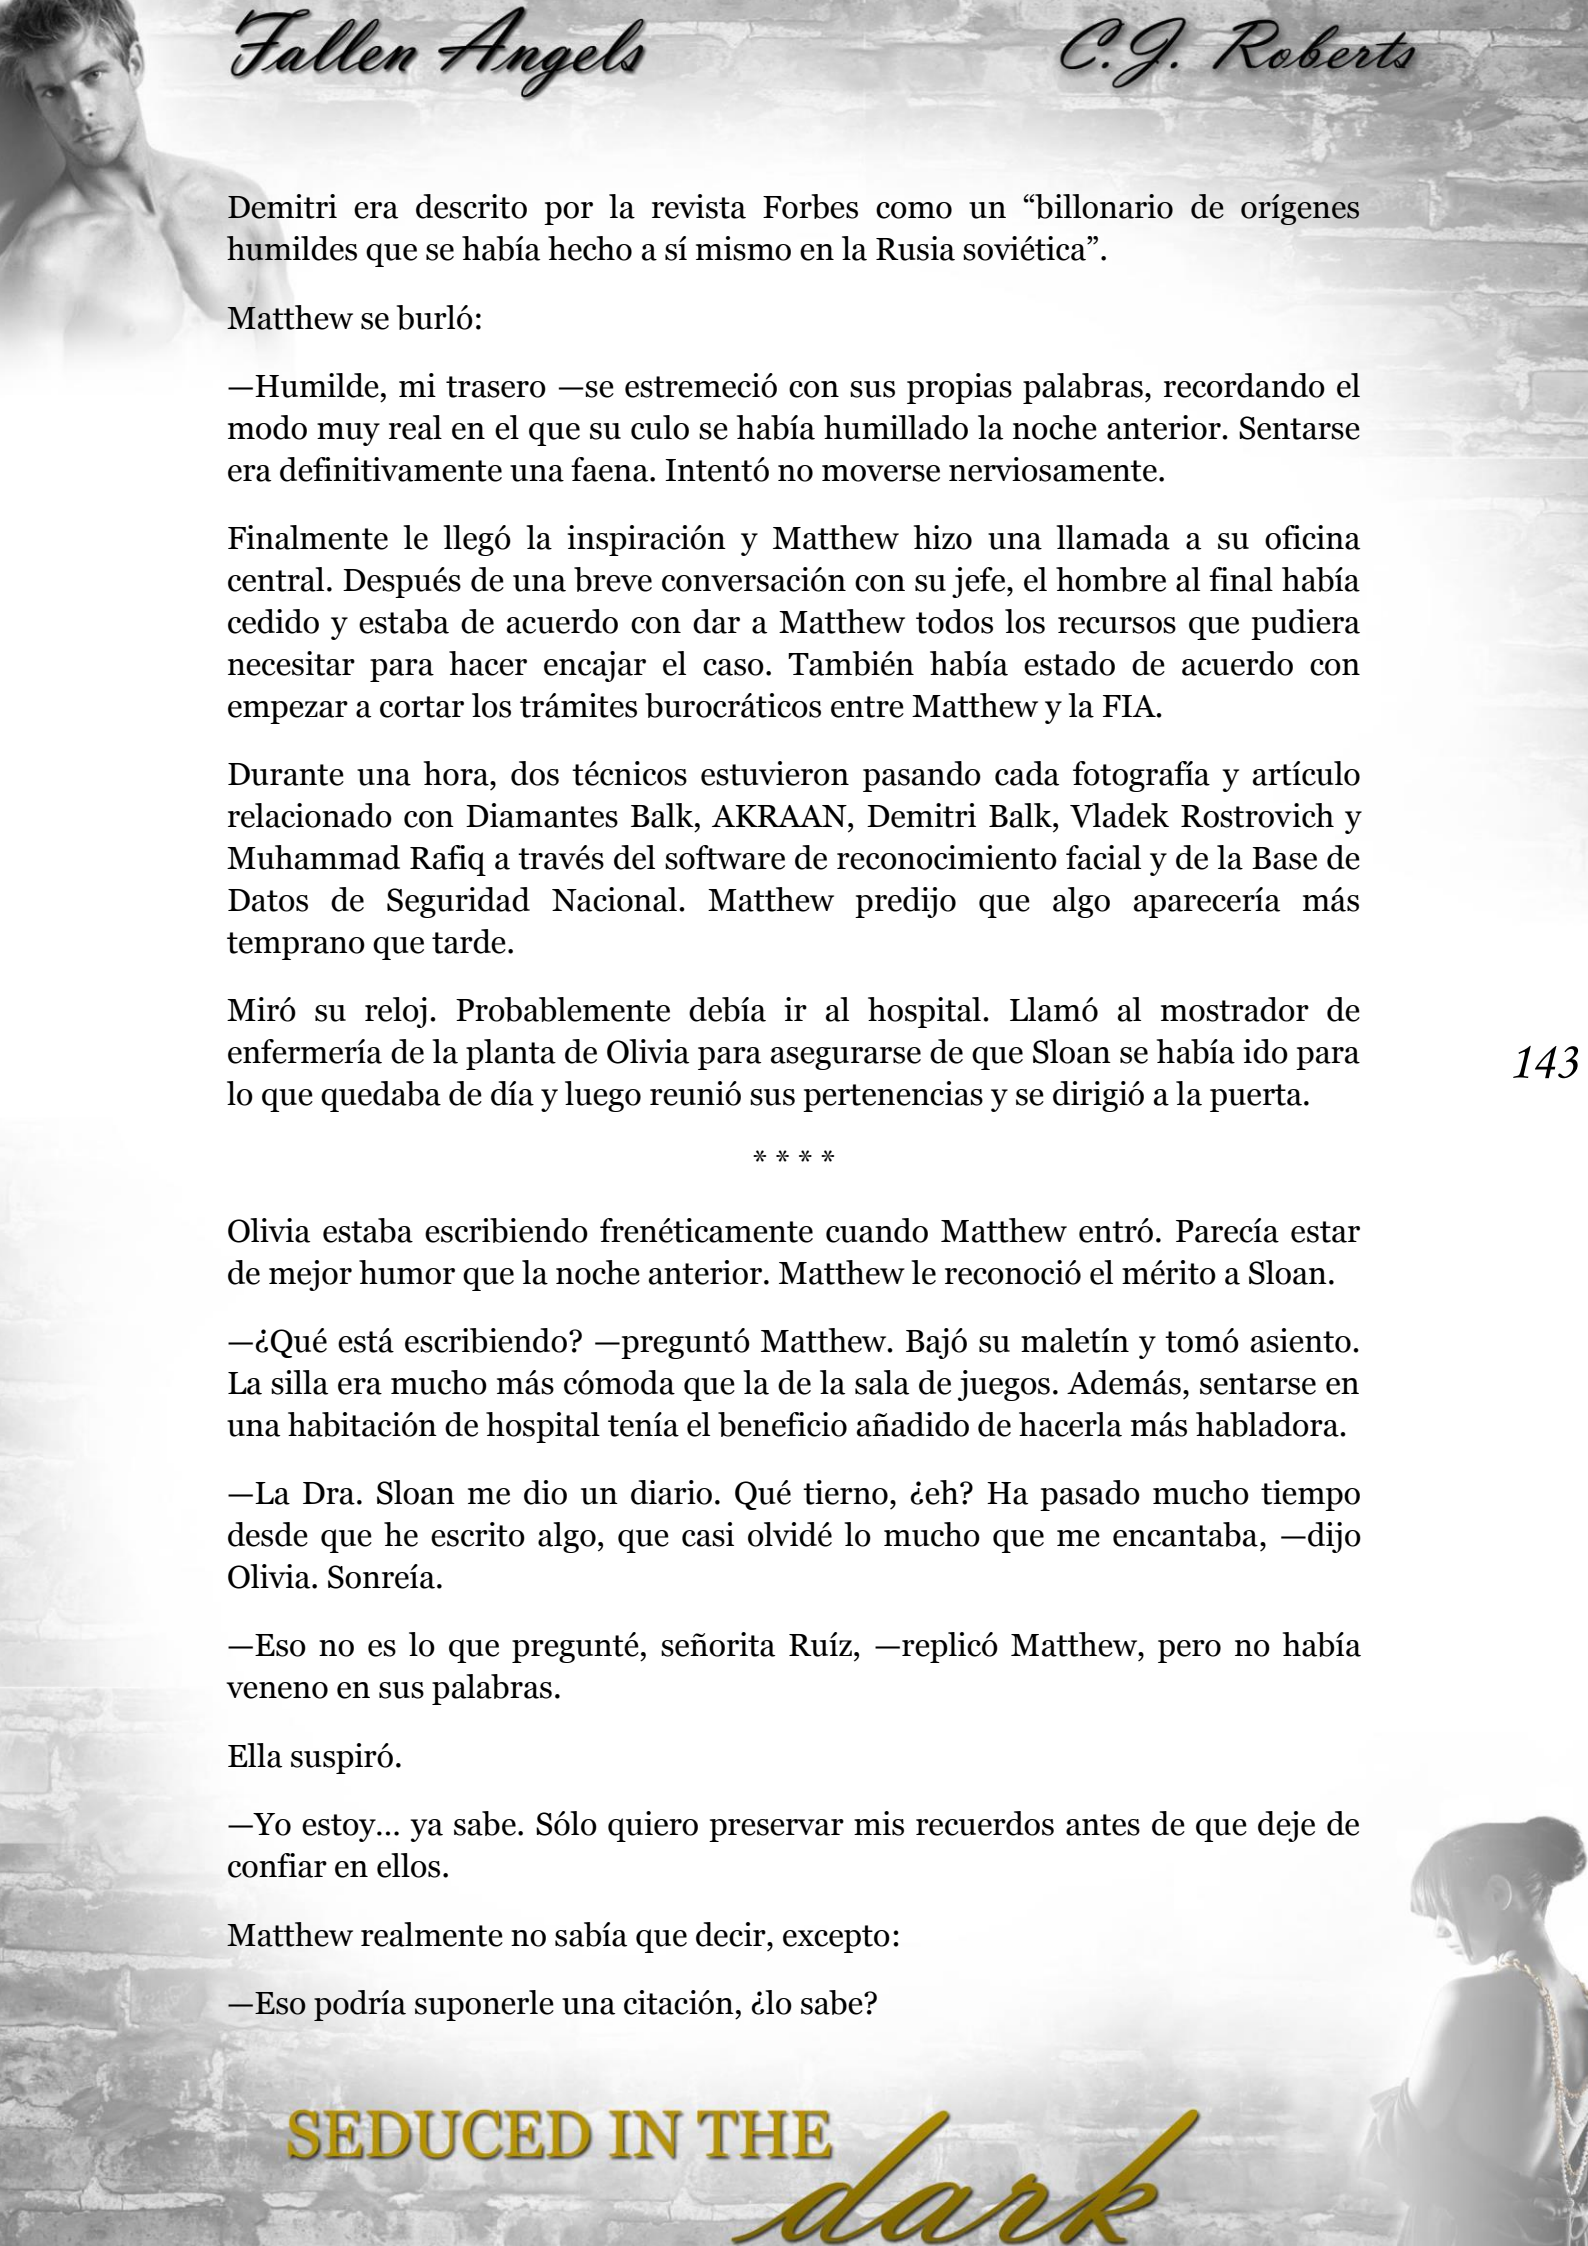 Fallen Angels
C.J. Roberts
Demitri era descrito por la revista Forbes como un “billonario de orígenes
humildes que se había hecho a sí mismo en la Rusia soviética”.
Matthew se burló:
—Humilde, mi trasero —se estremeció con sus propias palabras, recordando el
modo muy real en el que su culo se había humillado la noche anterior. Sentarse
era definitivamente una faena. Intentó no moverse nerviosamente.
Finalmente le llegó la inspiración y Matthew hizo una llamada a su oficina
central. Después de una breve conversación con su jefe, el hombre al final había
cedido y estaba de acuerdo con dar a Matthew todos los recursos que pudiera
necesitar para hacer encajar el caso. También había estado de acuerdo con
empezar a cortar los trámites burocráticos entre Matthew y la FIA.
Durante una hora, dos técnicos estuvieron pasando cada fotografía y artículo
relacionado con Diamantes Balk, AKRAAN, Demitri Balk, Vladek Rostrovich y
Muhammad Rafiq a través del software de reconocimiento facial y de la Base de
Datos de Seguridad Nacional. Matthew predijo que algo aparecería más
temprano que tarde.
Miró su reloj. Probablemente debía ir al hospital. Llamó al mostrador de
enfermería de la planta de Olivia para asegurarse de que Sloan se había ido para
lo que quedaba de día y luego reunió sus pertenencias y se dirigió a la puerta.
143
* * * *
Olivia estaba escribiendo frenéticamente cuando Matthew entró. Parecía estar
de mejor humor que la noche anterior. Matthew le reconoció el mérito a Sloan.
—¿Qué está escribiendo? —preguntó Matthew. Bajó su maletín y tomó asiento.
La silla era mucho más cómoda que la de la sala de juegos. Además, sentarse en
una habitación de hospital tenía el beneficio añadido de hacerla más habladora.
—La Dra. Sloan me dio un diario. Qué tierno, ¿eh? Ha pasado mucho tiempo
desde que he escrito algo, que casi olvidé lo mucho que me encantaba, —dijo
Olivia. Sonreía.
—Eso no es lo que pregunté, señorita Ruíz, —replicó Matthew, pero no había
veneno en sus palabras.
Ella suspiró.
—Yo estoy… ya sabe. Sólo quiero preservar mis recuerdos antes de que deje de
confiar en ellos.
Matthew realmente no sabía que decir, excepto:
—Eso podría suponerle una citación, ¿lo sabe?
SEDUCED IN THE
dark